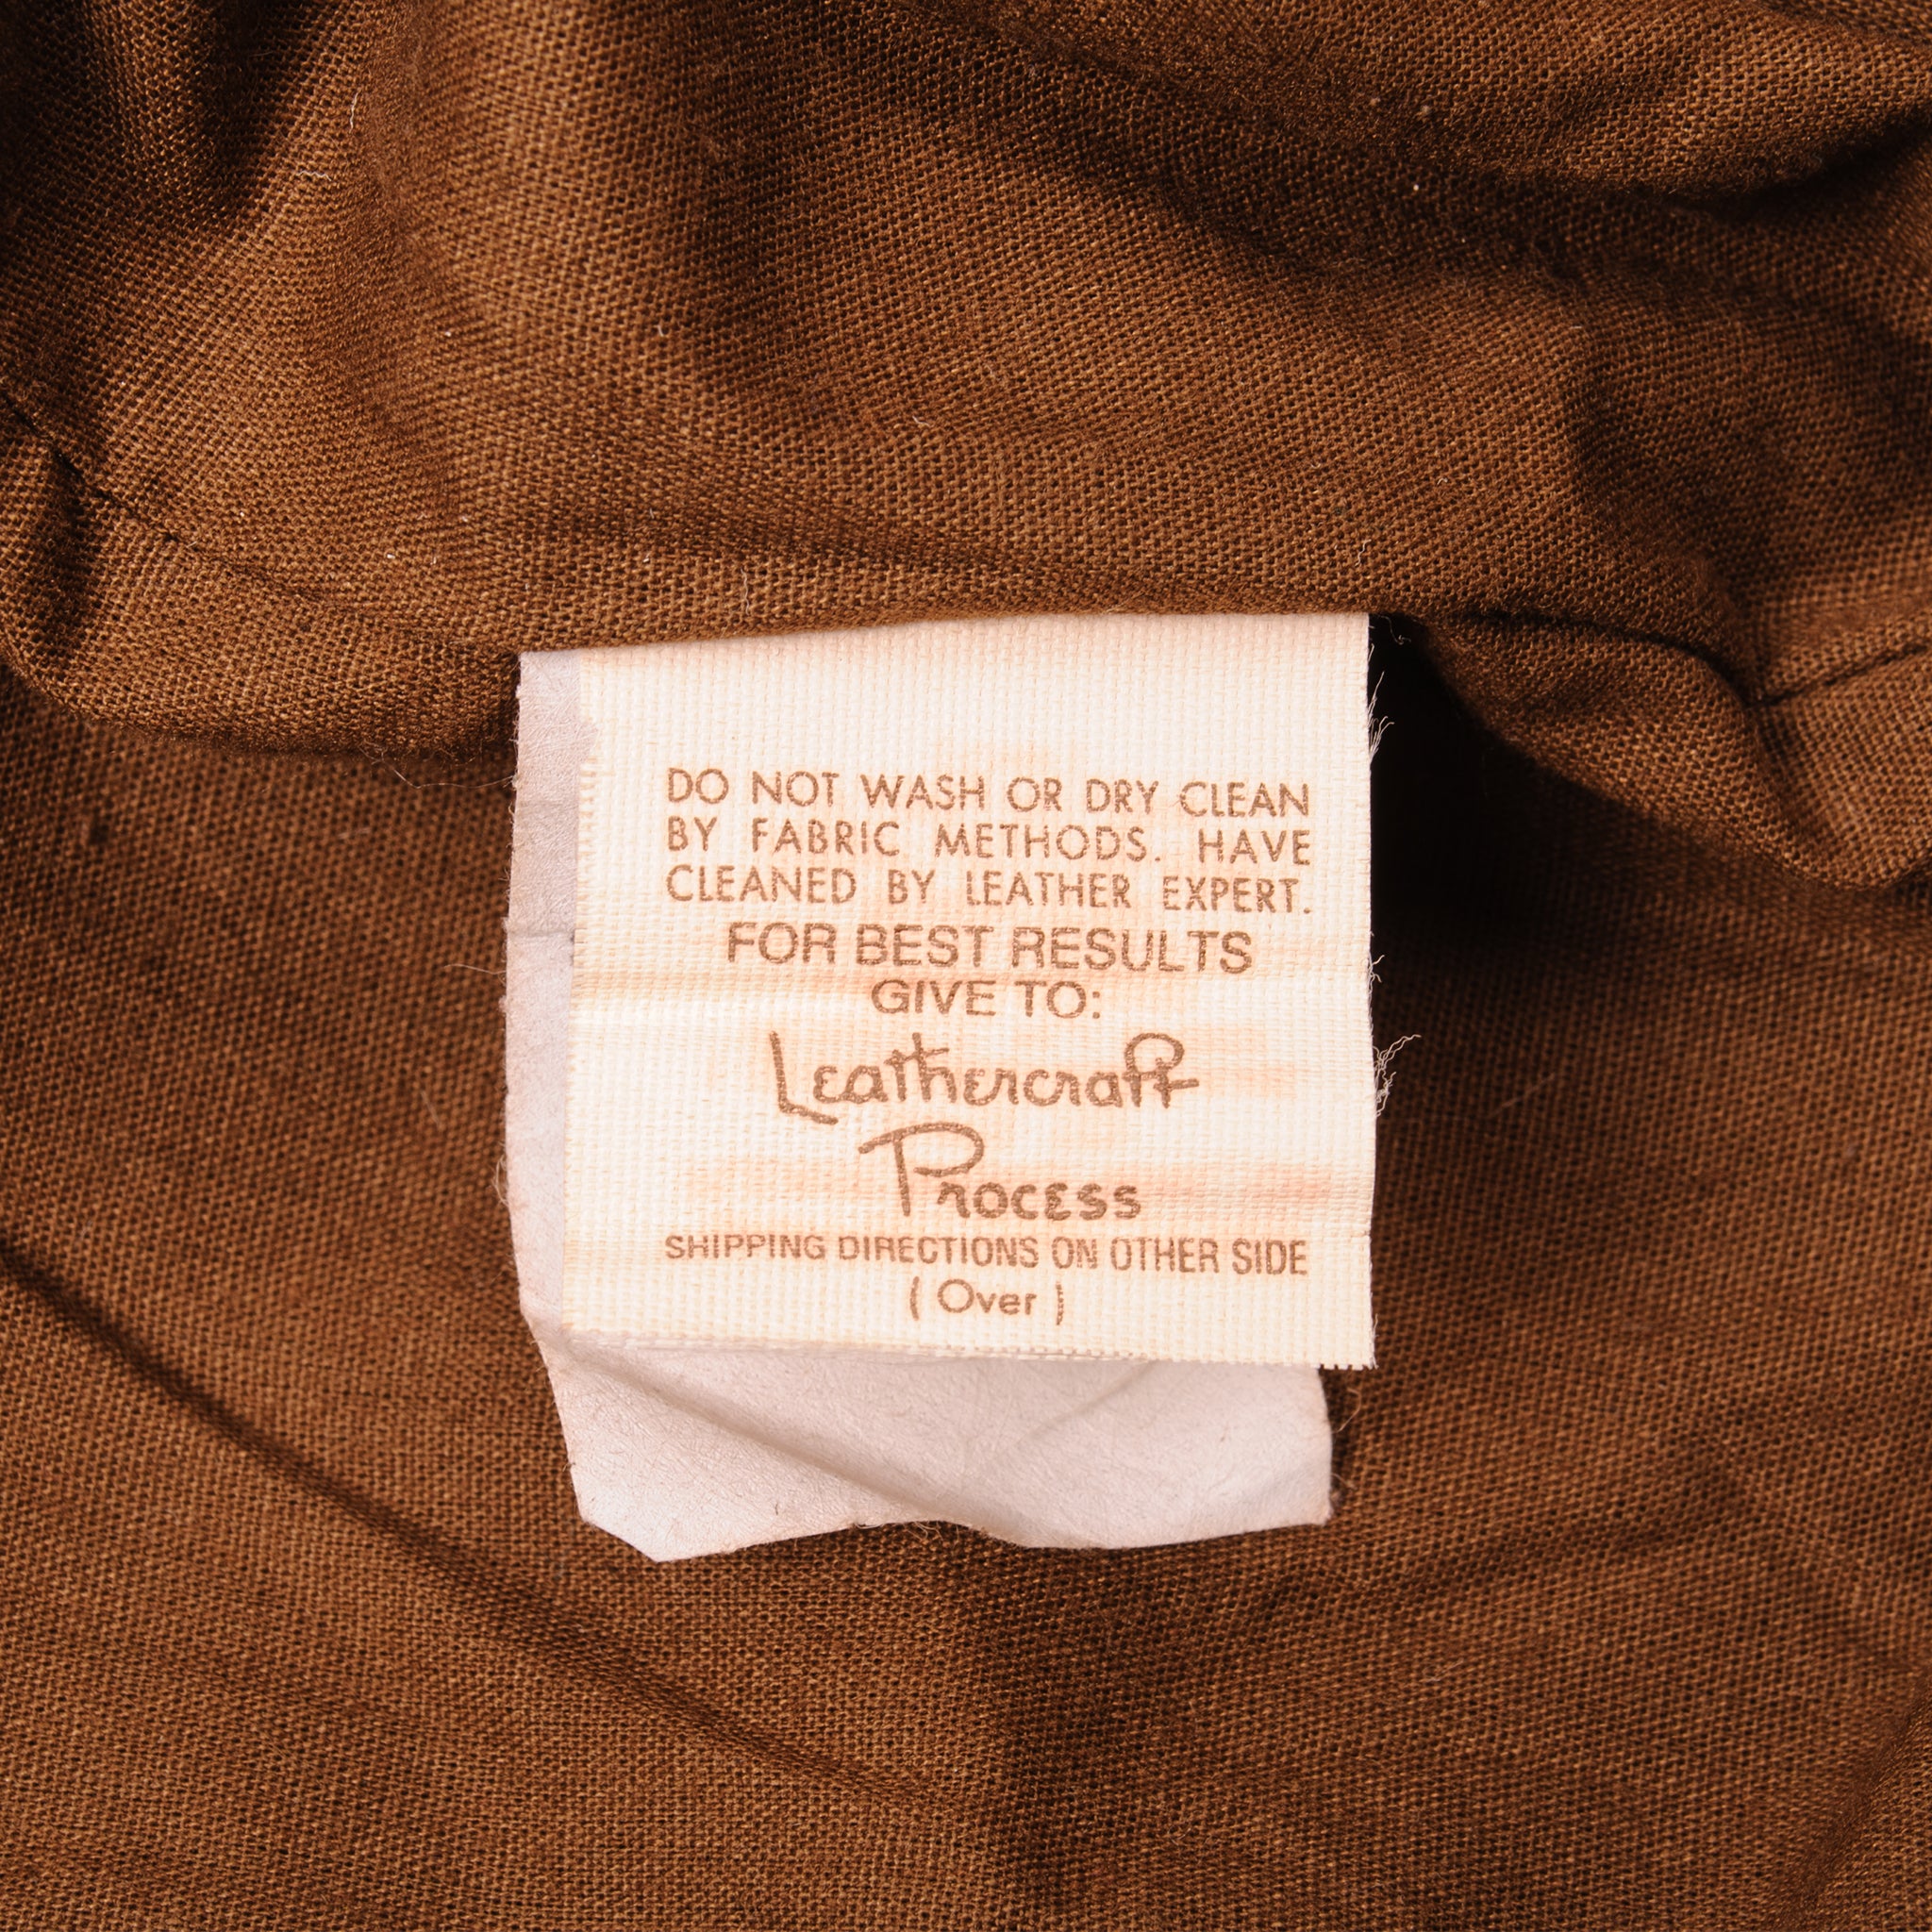 DO NOT WASH OR DRY CLEAN
BY FABRIC METHODS. HAVE
CLEANED BY LEATHER EXPERT.
FOR BEST RESULTS
GIVE TO:
Leathercraft
Process
SHIPPING DIRECTIONS ON OTHER SIDE
( Over )